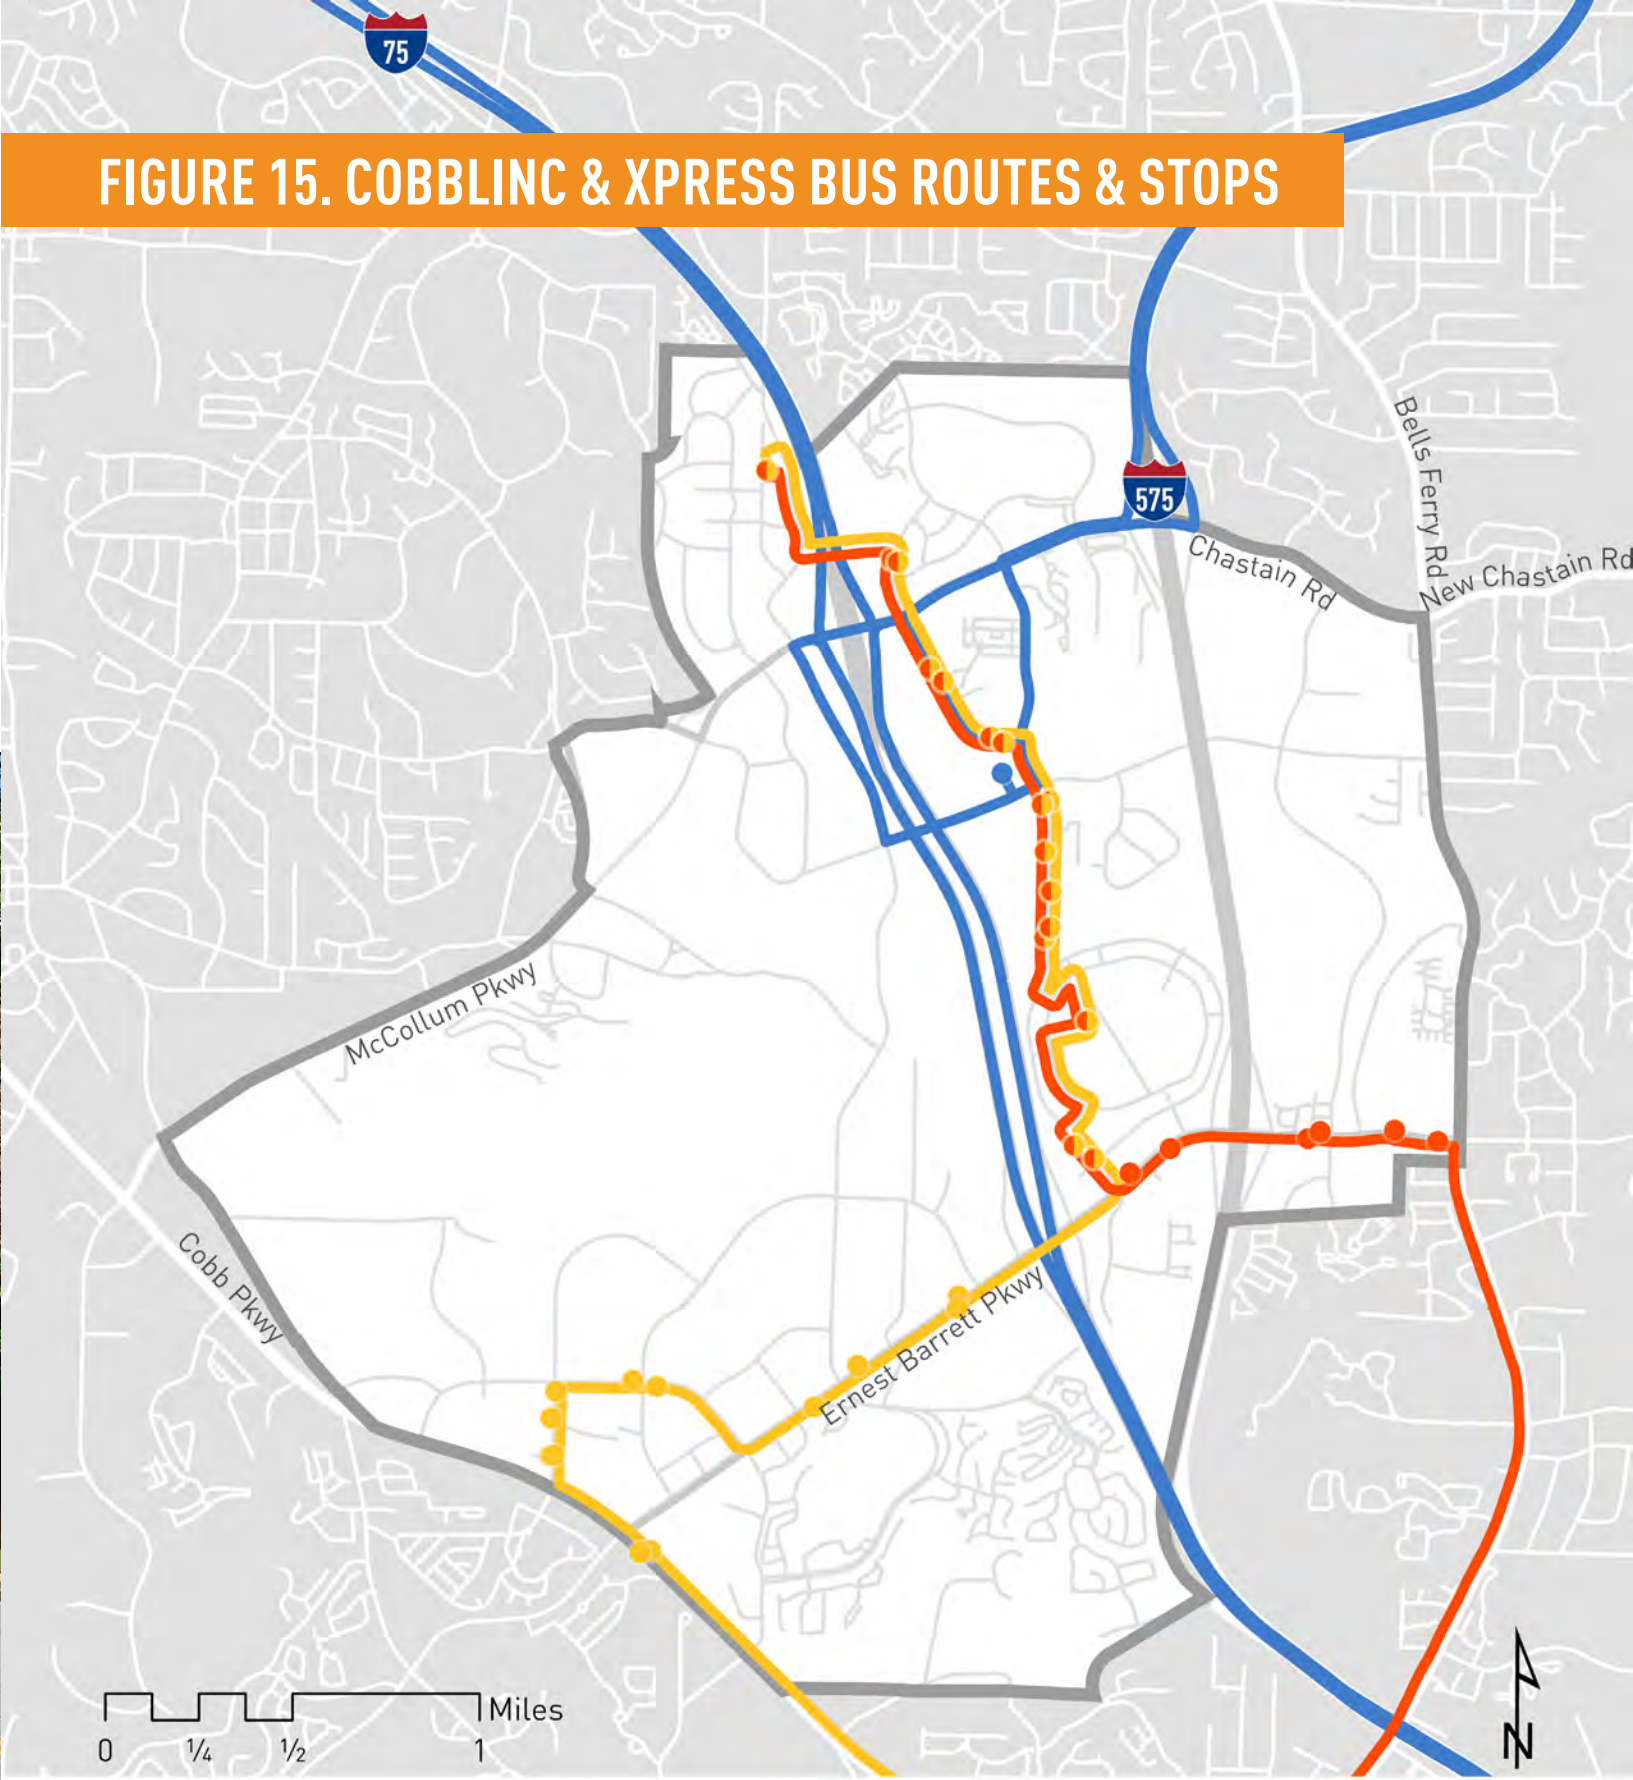 75
FIGURE 15. COBBLINC & XPRESS BUS ROUTES & STOPS
Bells Ferry Rd
575
Chastain Rd
New Chastain Rd
McCollum Pkwy
Cobb Pkwy
Ernest Barrett Pkwy
Miles
0 ¼ ½ 1
N